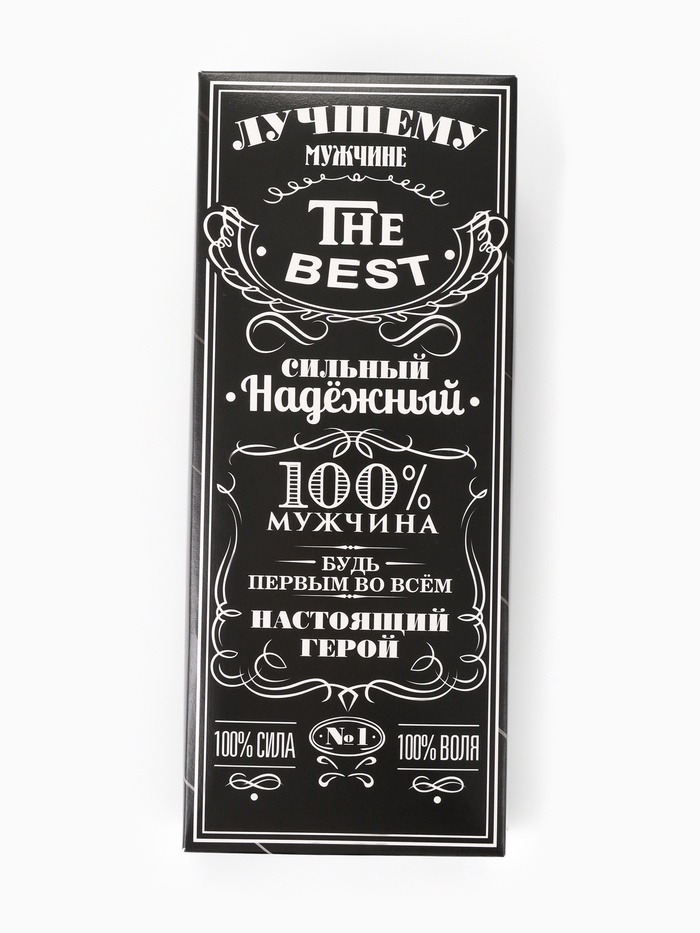 ЛУЧШЕМУ
МУЖЧИНЕ
THE
BEST
СИЛЬНЫЙ
Надёжный
100%
МУЖЧИНА
БУДЬ
ПЕРВЫМ ВО ВСЁМ
НАСТОЯЩИЙ
ГЕРОЙ
100% СИЛА №1 100% ВОЛЯ